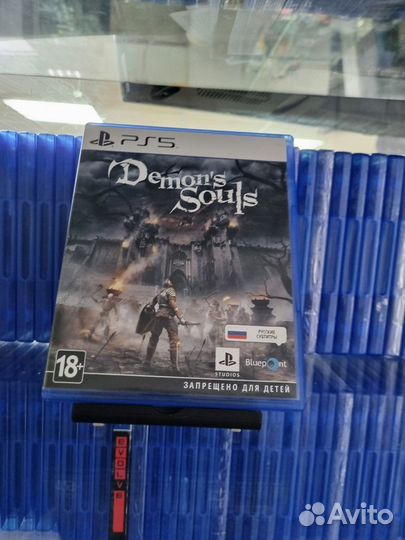 PS5
Demon's
Souls
РУССКИЕ
СУБТИТРЫ
18+
STUDIOS
Bluepoint
ЗАПРЕЩЕНО ДЛЯ ДЕТЕЙ
EVOLVE
Avito